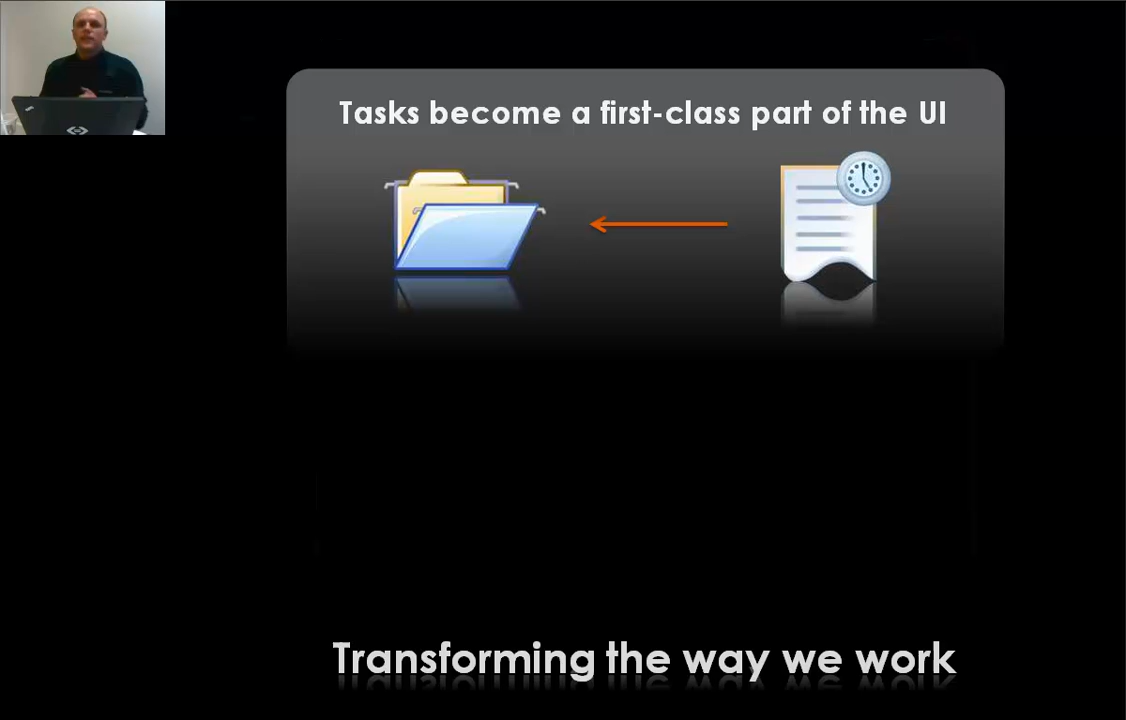 Tasks become a first-class part of the UI
Transforming the way we work